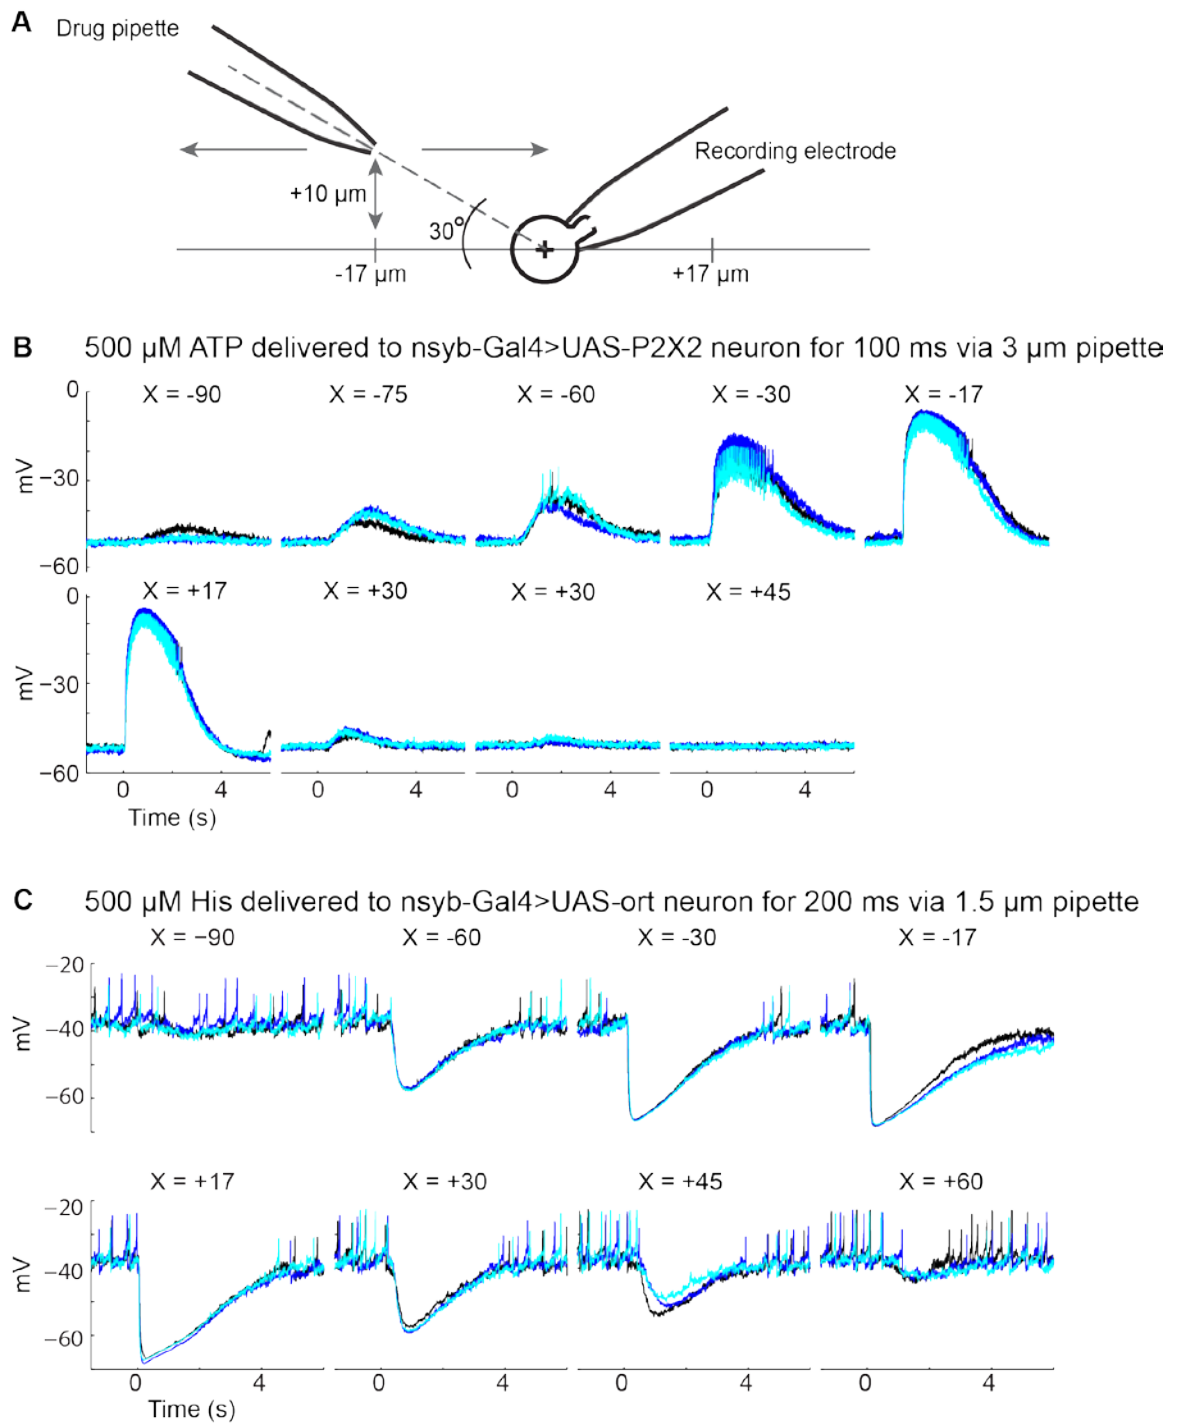 A
Drug pipette
Recording electrode
+10 µm
30°
-17 µm
+17 µm
B
500 µM ATP delivered to nsyb-Gal4>UAS-P2X2 neuron for 100 ms via 3 µm pipette
X = -90
X = -75
X = -60
X = -30
X = -17
0
−30
−60
mV
X = +17
X = +30
X = +30
X = +45
0
−30
−60
mV
0 4
0 4
0 4
0 4
Time (s)
C
500 µM His delivered to nsyb-Gal4>UAS-ort neuron for 200 ms via 1.5 µm pipette
X = −90
X = -60
X = -30
X = -17
−20
−40
−60
mV
X = +17
X = +30
X = +45
X = +60
−20
−40
−60
mV
0 4
0 4
0 4
0 4
Time (s)